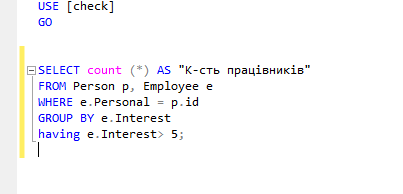 USE [check]
GO
SELECT count (*) AS "К-сть працівників"
FROM Person p, Employee e
WHERE e.Personal = p.id
GROUP BY e.Interest
having e.Interest> 5;